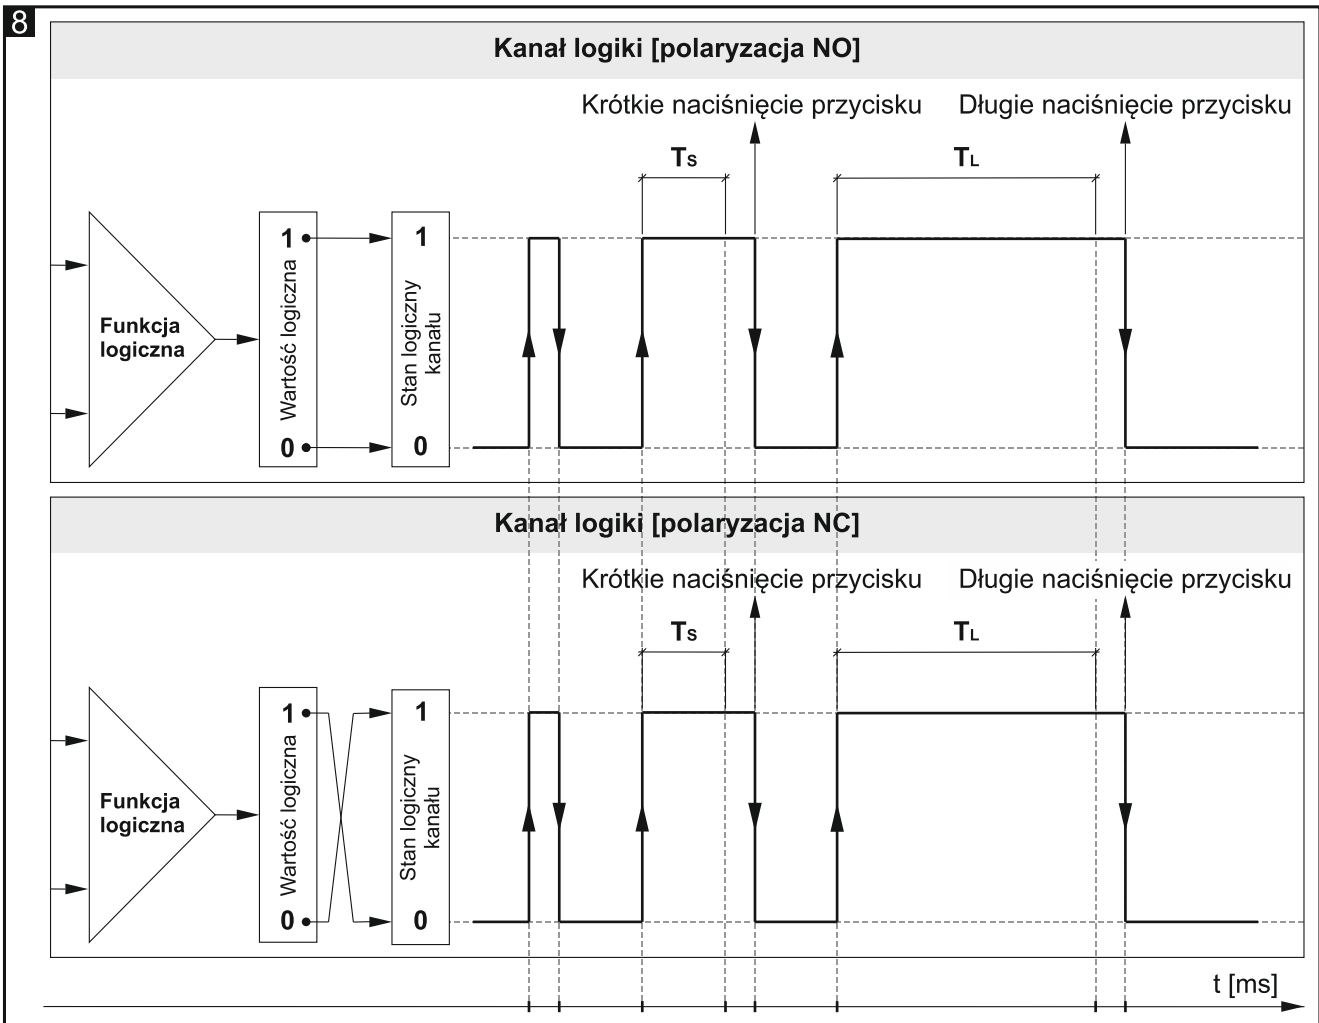 8
Kanał logiki [polaryzacja NO]
Krótkie naciśnięcie przycisku
Długie naciśnięcie przycisku
TS
TL
Funkcja
logiczna
1
Wartość logiczna
0
1
Stan logiczny
kanału
0
Kanał logiki [polaryzacja NC]
Krótkie naciśnięcie przycisku
Długie naciśnięcie przycisku
TS
TL
Funkcja
logiczna
1
Wartość logiczna
0
1
Stan logiczny
kanału
0
t [ms]